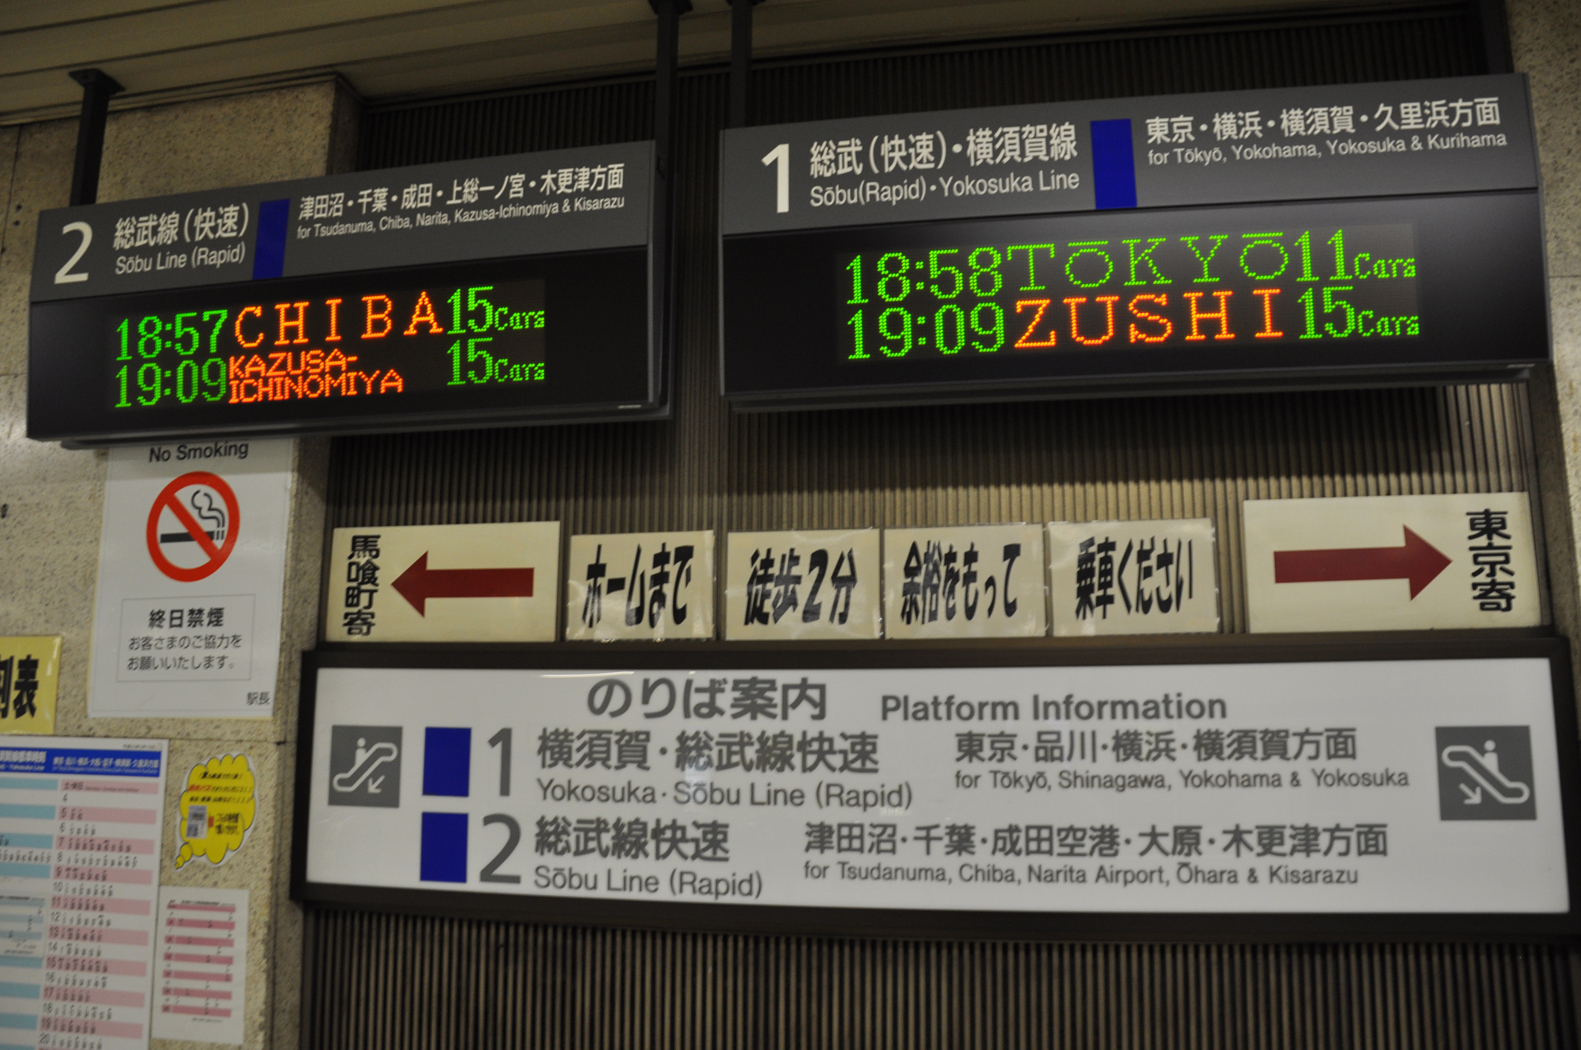 2 総武線(快速) 津田沼・千葉・成田・上総一ノ宮・木更津方面
Sōbu Line (Rapid) for Tsudanuma, Chiba, Narita, Kazusa-Ichinomiya & Kisarazu
18:57 CHIBA 15Cars
19:09 KAZUSA-ICHINOMIYA 15Cars
1 総武(快速)・横須賀線 東京・横浜・横須賀・久里浜方面
Sōbu(Rapid)・Yokosuka Line for Tōkyō, Yokohama, Yokosuka & Kurihama
18:58 TŌKYŌ 11Cars
19:09 ZUSHI 15Cars
No Smoking
終日禁煙
お客さまのご協力を
お願いいたします。
駅長
馬喰町寄
ホームまで
徒歩2分
余裕をもって
乗車ください
東京寄
のりば案内 Platform Information
1 横須賀・総武線快速 東京・品川・横浜・横須賀方面
Yokosuka・Sōbu Line (Rapid) for Tōkyō, Shinagawa, Yokohama & Yokosuka
2 総武線快速 津田沼・千葉・成田空港・大原・木更津方面
Sōbu Line (Rapid) for Tsudanuma, Chiba, Narita Airport, Ōhara & Kisarazu
刻表